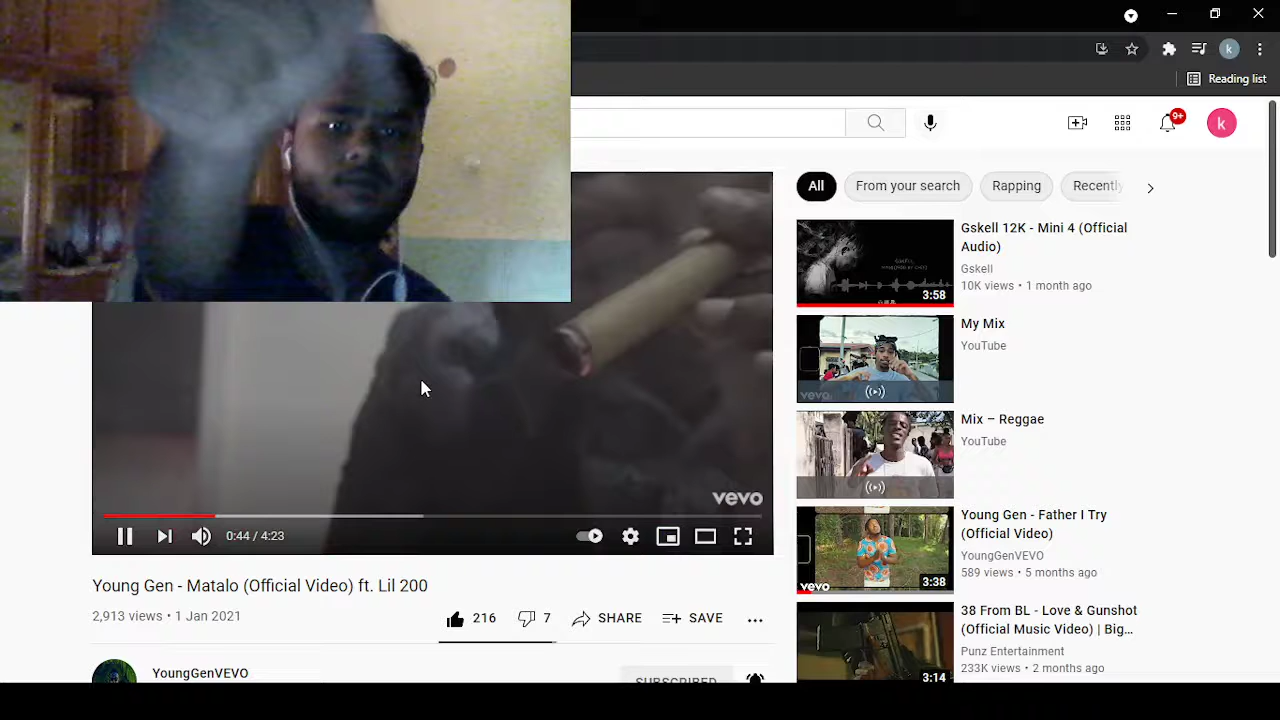 Reading list
9+
k
k
All
From your search
Rapping
Recently
Gskell 12K - Mini 4 (Official
Audio)
Gskell
10K views • 1 month ago
3:58
My Mix
YouTube
vevo
Mix – Reggae
YouTube
Young Gen - Father I Try
(Official Video)
YoungGenVEVO
589 views • 5 months ago
vevo
3:38
38 From BL - Love & Gunshot
(Official Music Video) | Big...
Punz Entertainment
233K views • 2 months ago
3:14
vevo
0:44 / 4:23
Young Gen - Matalo (Official Video) ft. Lil 200
2,913 views • 1 Jan 2021
216
7
SHARE
SAVE
YoungGenVEVO
SUBSCRIBED